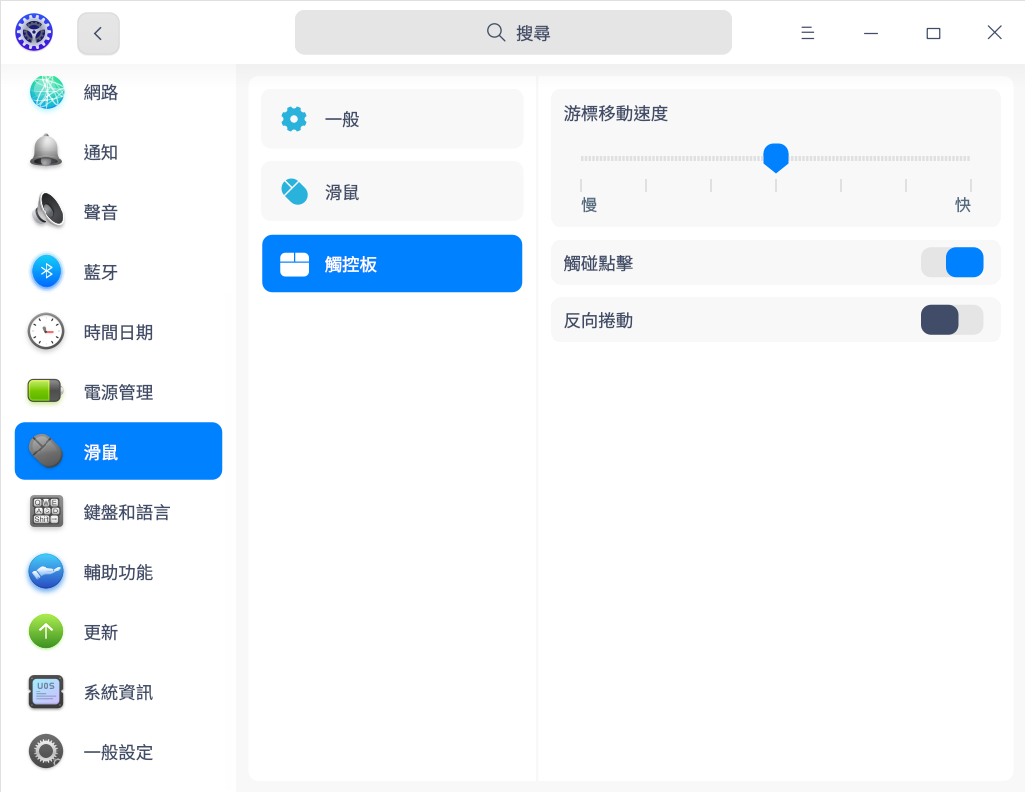 搜尋
網路
通知
聲音
藍牙
時間日期
電源管理
滑鼠
鍵盤和語言
輔助功能
更新
系統資訊
一般設定
一般
滑鼠
觸控板
游標移動速度
慢
快
觸碰點擊
反向捲動